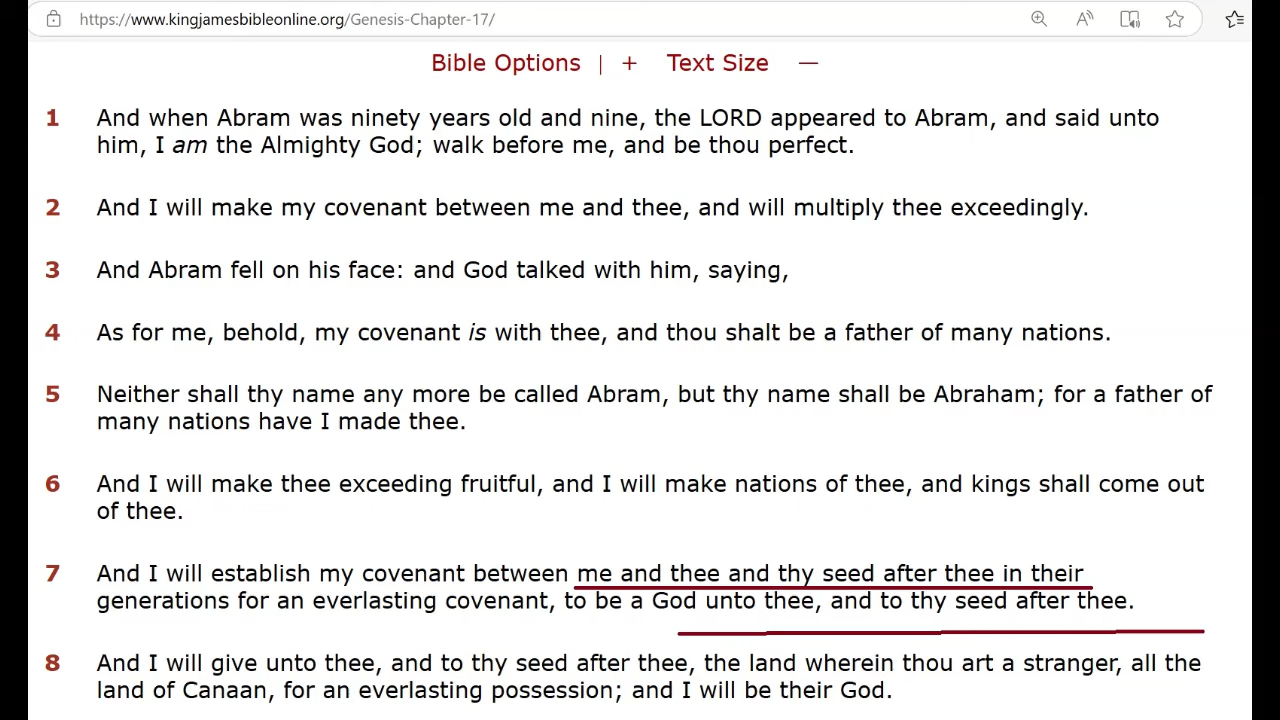 https://www.kingjamesbibleonline.org/Genesis-Chapter-17/
Bible Options | + Text Size —
1 And when Abram was ninety years old and nine, the LORD appeared to Abram, and said unto
him, I am the Almighty God; walk before me, and be thou perfect.
2 And I will make my covenant between me and thee, and will multiply thee exceedingly.
3 And Abram fell on his face: and God talked with him, saying,
4 As for me, behold, my covenant is with thee, and thou shalt be a father of many nations.
5 Neither shall thy name any more be called Abram, but thy name shall be Abraham; for a father of
many nations have I made thee.
6 And I will make thee exceeding fruitful, and I will make nations of thee, and kings shall come out
of thee.
7 And I will establish my covenant between me and thee and thy seed after thee in their
generations for an everlasting covenant, to be a God unto thee, and to thy seed after thee.
8 And I will give unto thee, and to thy seed after thee, the land wherein thou art a stranger, all the
land of Canaan, for an everlasting possession; and I will be their God.